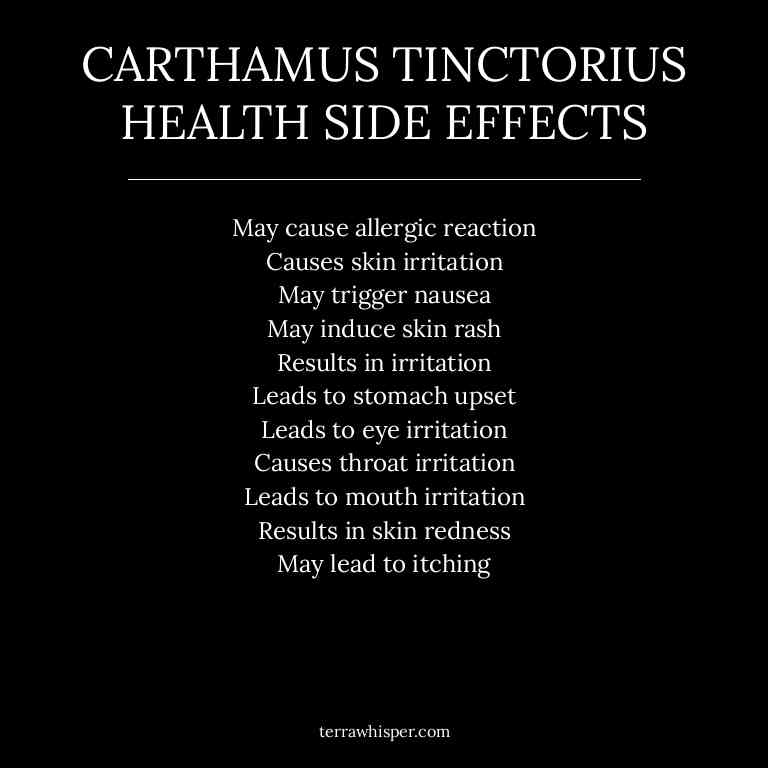 CARTHAMUS TINCTORIUS
HEALTH SIDE EFFECTS
May cause allergic reaction
Causes skin irritation
May trigger nausea
May induce skin rash
Results in irritation
Leads to stomach upset
Leads to eye irritation
Causes throat irritation
Leads to mouth irritation
Results in skin redness
May lead to itching
terrawhisper.com